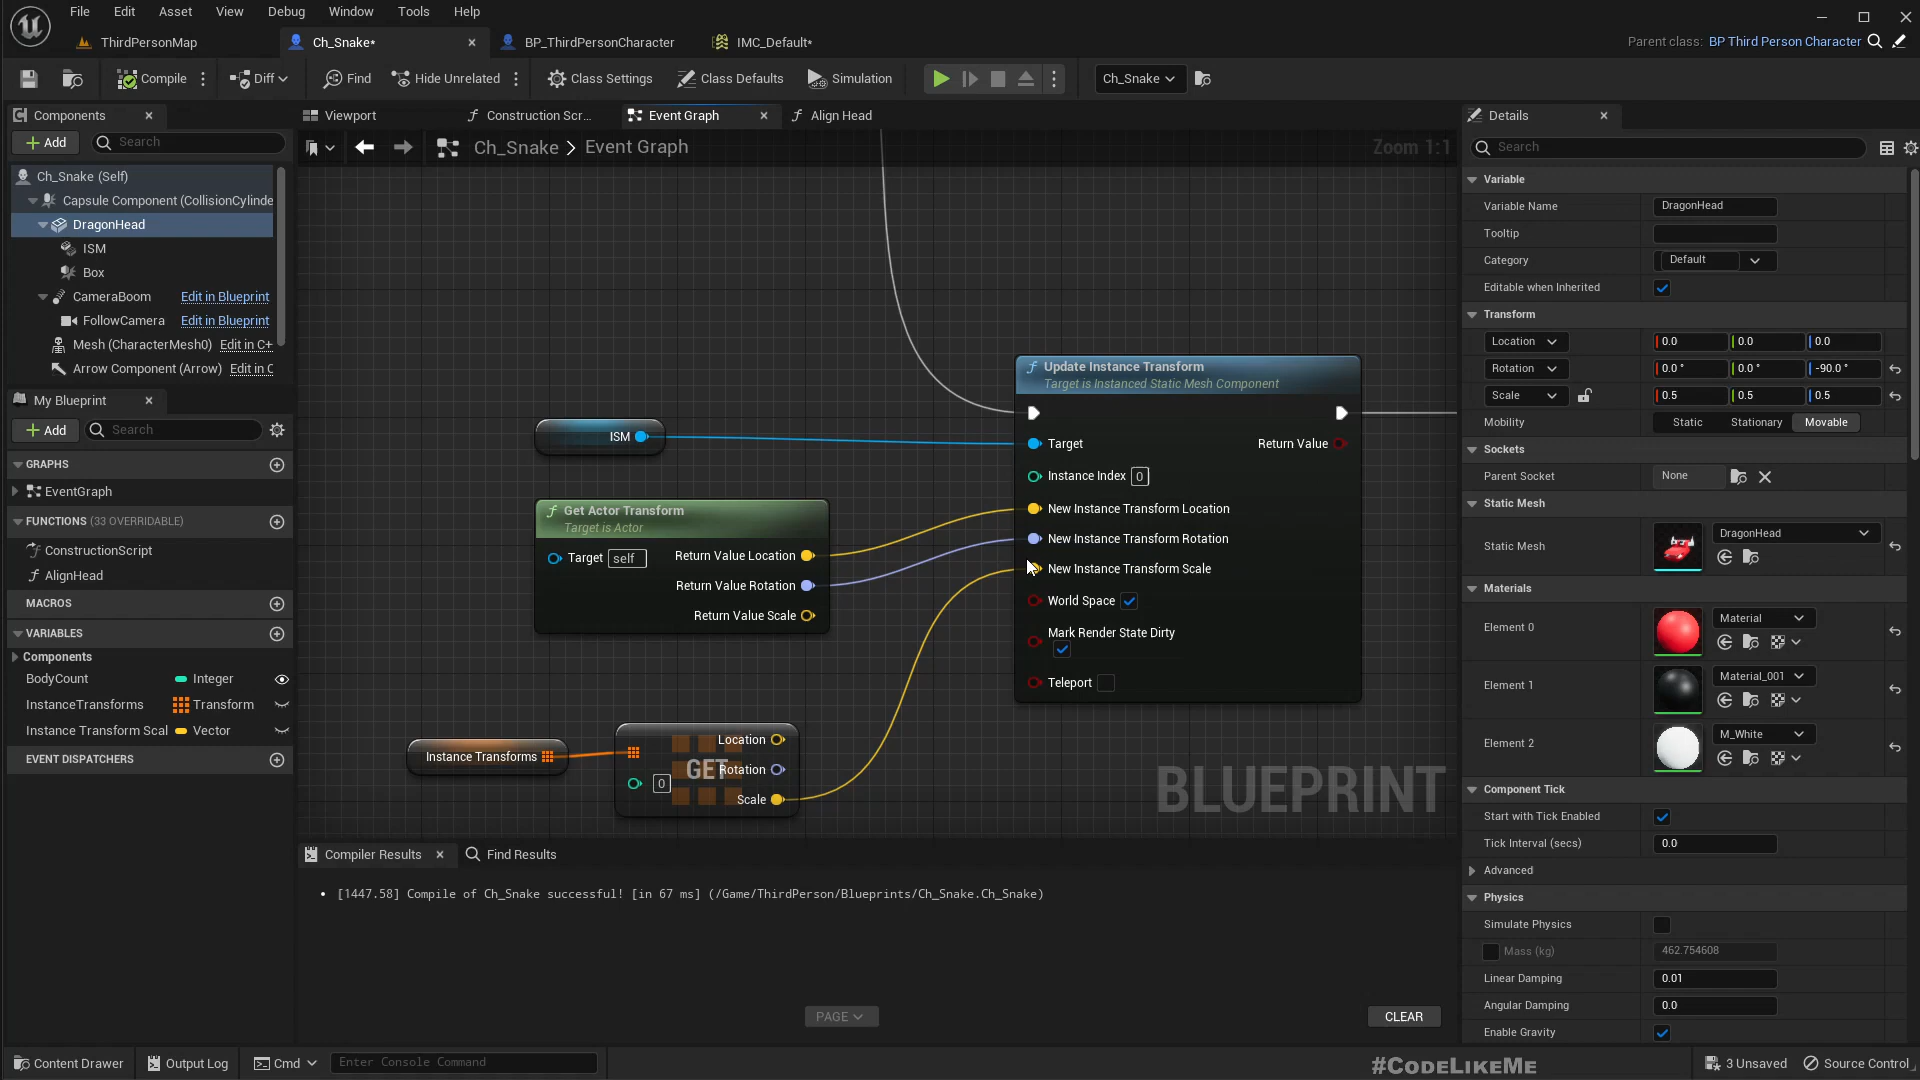 File Edit Asset View Debug Window Tools Help
ThirdPersonMap Ch_Snake* BP_ThirdPersonCharacter IMC_Default* Parent class: BP Third Person Character
Compile Diff Find Hide Unrelated Class Settings Class Defaults Simulation Ch_Snake
Components
Add Search
Ch_Snake (Self)
Capsule Component (CollisionCylinde
DragonHead
ISM
Box
CameraBoom Edit in Blueprint
FollowCamera Edit in Blueprint
Mesh (CharacterMesh0) Edit in C+
Arrow Component (Arrow) Edit in C
My Blueprint
Add Search
GRAPHS
EventGraph
FUNCTIONS (33 OVERRIDABLE)
ConstructionScript
AlignHead
MACROS
VARIABLES
Components
BodyCount Integer
InstanceTransforms Transform
Instance Transform Scal Vector
EVENT DISPATCHERS
Viewport Construction Scr... Event Graph Align Head
Ch_Snake > Event Graph Zoom 1:1
Update Instance Transform
Target is Instanced Static Mesh Component
ISM
Target Return Value
Instance Index 0
New Instance Transform Location
New Instance Transform Rotation
New Instance Transform Scale
World Space
Mark Render State Dirty
Teleport
Get Actor Transform
Target is Actor
Target self Return Value Location
Return Value Rotation
Return Value Scale
Instance Transforms
GET
0
Location
Rotation
Scale
BLUEPRINT
Compiler Results Find Results
• [1447.58] Compile of Ch_Snake successful! [in 67 ms] (/Game/ThirdPerson/Blueprints/Ch_Snake.Ch_Snake)
PAGE CLEAR
Details
Search
Variable
Variable Name DragonHead
Tooltip
Category Default
Editable when Inherited
Transform
Location 0.0 0.0 0.0
Rotation 0.0 ° 0.0 ° -90.0 °
Scale 0.5 0.5 0.5
Mobility Static Stationary Movable
Sockets
Parent Socket None
Static Mesh
Static Mesh DragonHead
Materials
Element 0 Material
Element 1 Material_001
Element 2 M_White
Component Tick
Start with Tick Enabled
Tick Interval (secs) 0.0
Advanced
Physics
Simulate Physics
Mass (kg) 462.754608
Linear Damping 0.01
Angular Damping 0.0
Enable Gravity
Content Drawer Output Log Cmd Enter Console Command #CodeLikeMe 3 Unsaved Source Control